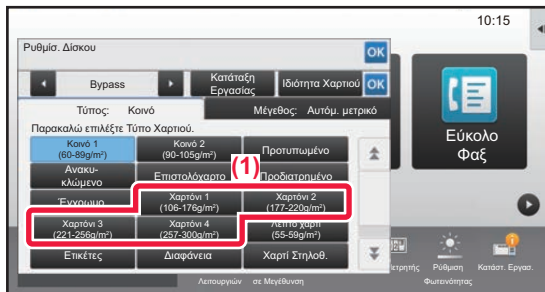 10:15
Ρυθμίσ. Δίσκου
OK
Bypass
Κατάταξη
Εργασίας
Ιδιότητα Χαρτιού
OK
Τύπος: Κοινό
Μέγεθος: Αυτόμ. μετρικό
Παρακαλώ επιλέξτε Τύπο Χαρτιού.
Κοινό 1
(60-89g/m²)
Κοινό 2
(90-105g/m²)
Προτυπωμένο
Ανακυ-
κλώμενο
Επιστολόχαρτο
(1)
Προδιατρημένο
Έγχρωμο
Χαρτόνι 1
(106-176g/m²)
Χαρτόνι 2
(177-220g/m²)
Χαρτόνι 3
(221-256g/m²)
Χαρτόνι 4
(257-300g/m²)
Λεπτό χαρτί
(55-59g/m²)
Ετικέτες
Διαφάνεια
Χαρτί Στηλοθ.
Εύκολο
Φαξ
Ρύθμιση
Φωτεινότητας
Κατάστ. Εργασ.
Λειτουργιών
σε Μεγέθυνση